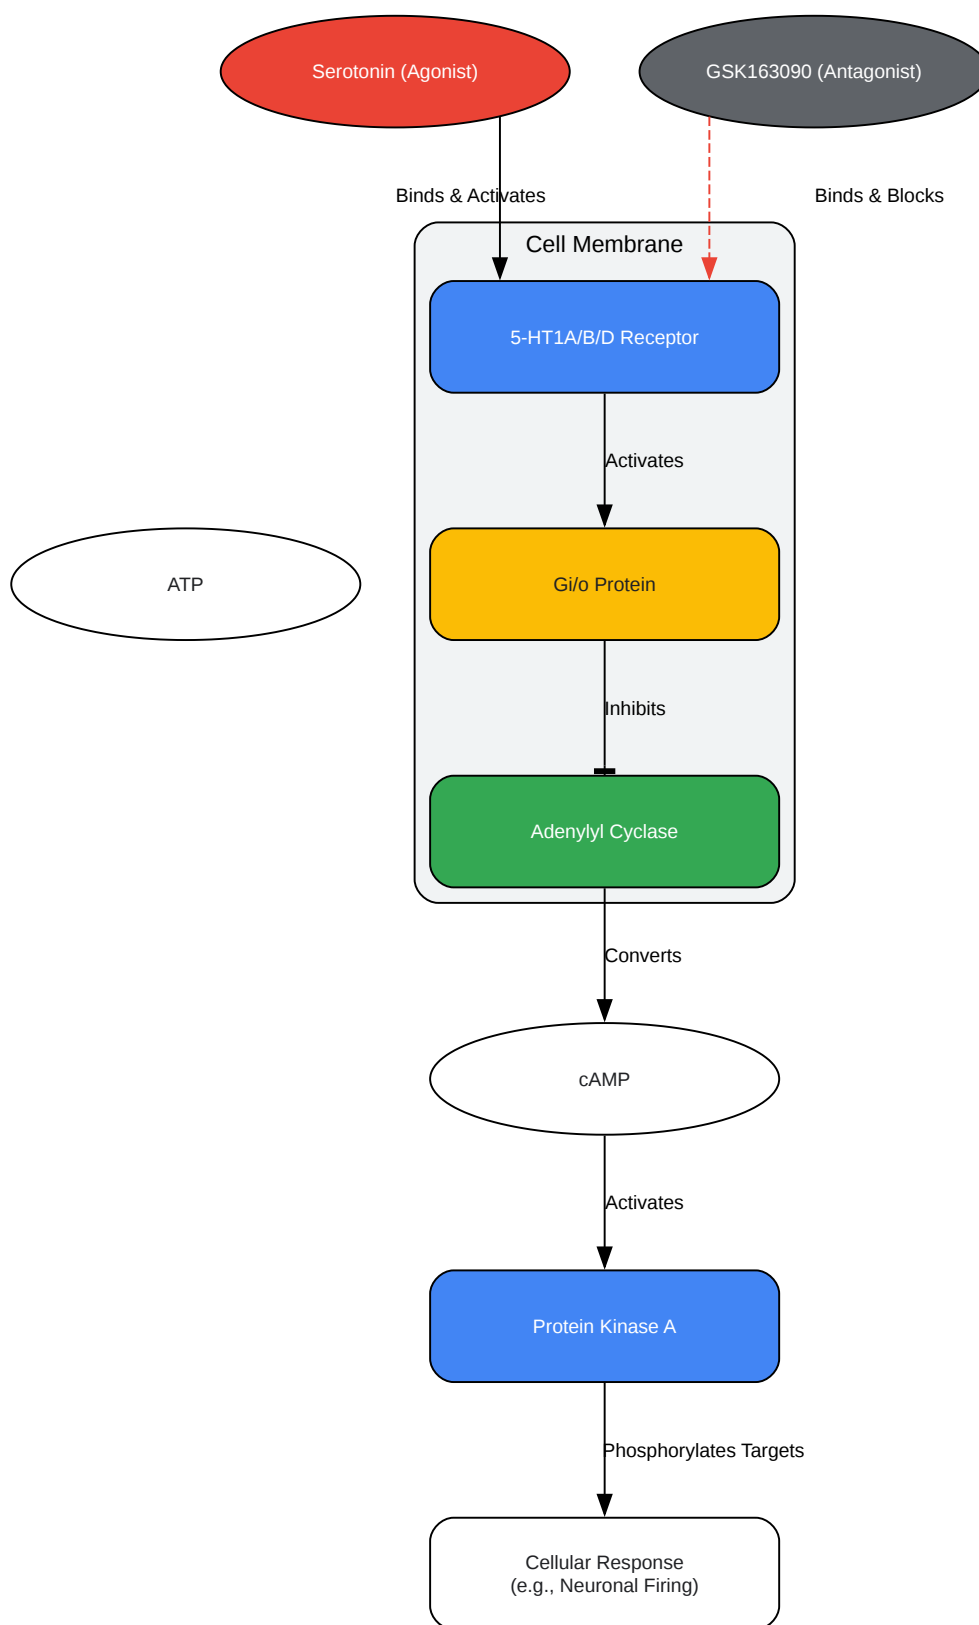 Serotonin (Agonist)
GSK163090 (Antagonist)
Binds & Activates
Binds & Blocks
Cell Membrane
5-HT1A/B/D Receptor
Activates
ATP
Gi/o Protein
Inhibits
Adenylyl Cyclase
Converts
cAMP
Activates
Protein Kinase A
Phosphorylates Targets
Cellular Response
(e.g., Neuronal Firing)